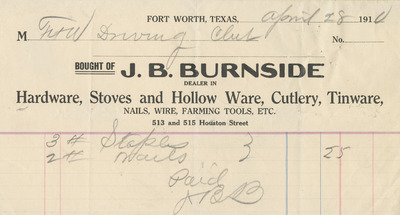 FORT WORTH, TEXAS, April 28 1914
M Ft W Driving Club No.
BOUGHT OF J. B. BURNSIDE
DEALER IN
Hardware, Stoves and Hollow Ware, Cutlery, Tinware,
NAILS, WIRE, FARMING TOOLS, ETC.
513 and 515 Houston Street
3 # Staples
2 # Nails 25
Paid
JBB